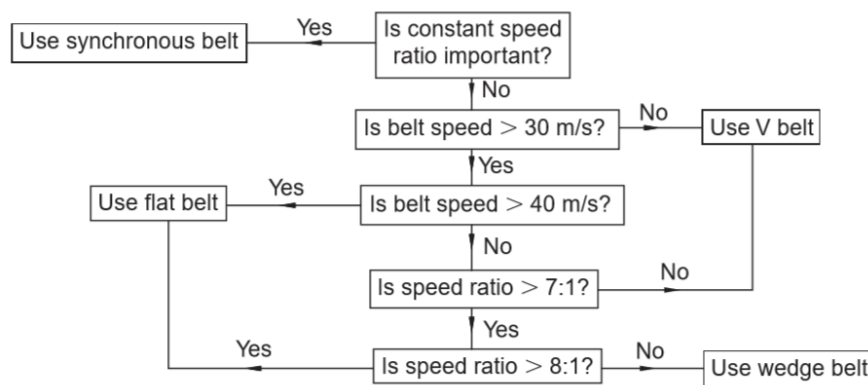 Use synchronous belt
Yes
Is constant speed
ratio important?
No
Is belt speed > 30 m/s?
No
Use V belt
Yes
Use flat belt
Yes
Is belt speed > 40 m/s?
No
Is speed ratio > 7:1?
No
Yes
Yes
Is speed ratio > 8:1?
No
Use wedge belt